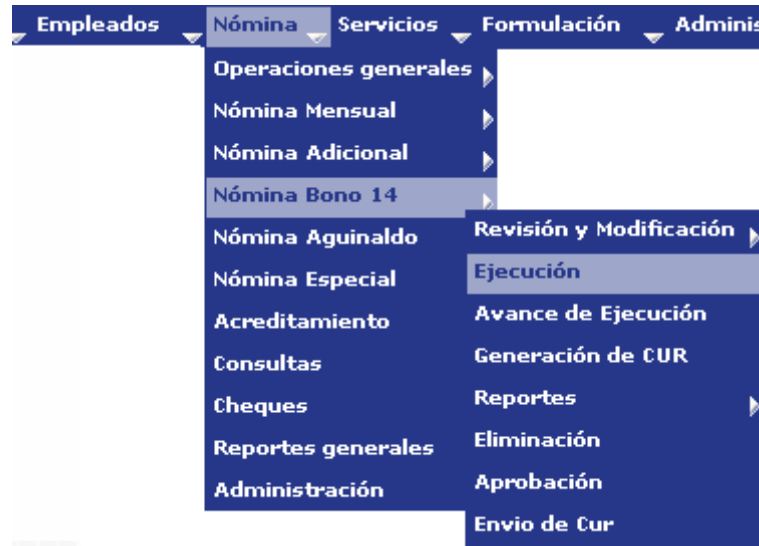 Empleados Nómina Servicios Formulación Adminis
Operaciones generales
Nómina Mensual
Nómina Adicional
Nómina Bono 14
Nómina Aguinaldo
Nómina Especial
Acreditamiento
Consultas
Cheques
Reportes generales
Administración
Revisión y Modificación
Ejecución
Avance de Ejecución
Generación de CUR
Reportes
Eliminación
Aprobación
Envio de Cur